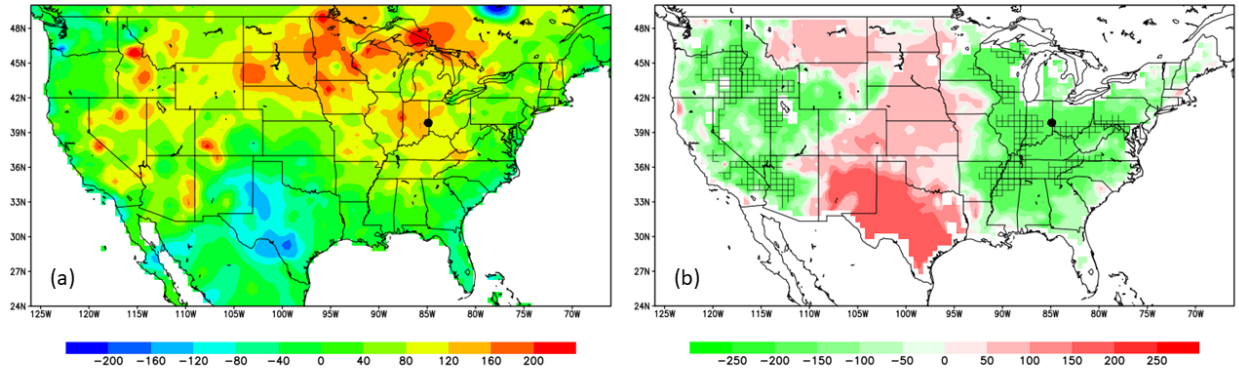 48N 48N
45N 45N
42N 42N
39N 39N
36N 36N
33N 33N
30N 30N
27N (a) 27N (b)
24N 24N
125W 120W 115W 110W 105W 100W 95W 90W 85W 80W 75W 70W 125W 120W 115W 110W 105W 100W 95W 90W 85W 80W 75W 70W
−200 −160 −120 −80 −40 0 40 80 120 160 200 −250 −200 −150 −100 −50 0 50 100 150 200 250